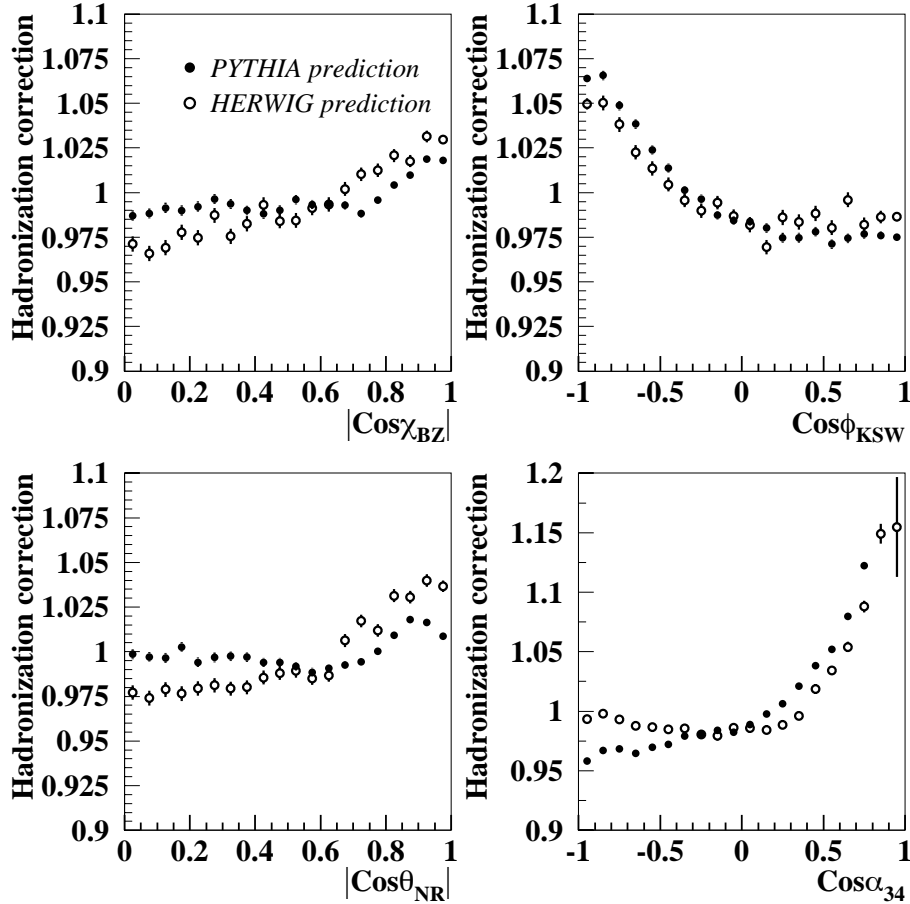 Hadronization correction
1.1
1.075
1.05
1.025
1
0.975
0.95
0.925
0.9
PYTHIA prediction
HERWIG prediction
0 0.2 0.4 0.6 0.8 1
|Cosχ_BZ|
Hadronization correction
1.1
1.075
1.05
1.025
1
0.975
0.95
0.925
0.9
-1 -0.5 0 0.5 1
Cosϕ_KSW
Hadronization correction
1.1
1.075
1.05
1.025
1
0.975
0.95
0.925
0.9
0 0.2 0.4 0.6 0.8 1
|Cosθ_NR|
Hadronization correction
1.2
1.15
1.1
1.05
1
0.95
0.9
-1 -0.5 0 0.5 1
Cosα_34